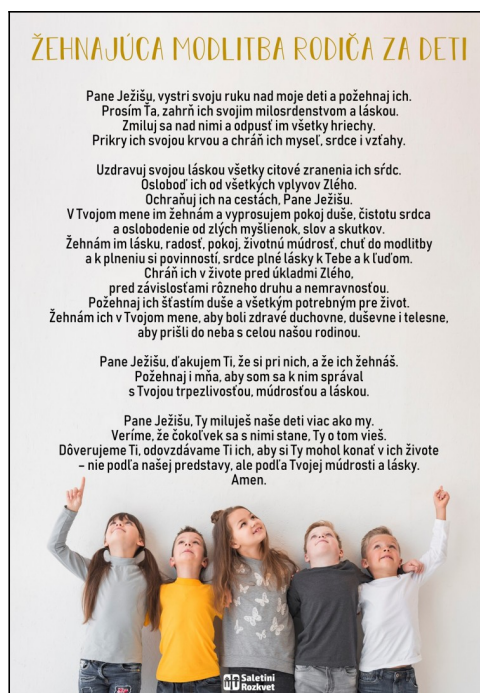 ŽEHNAJÚCA MODLITBA RODIČA ZA DETI
Pane Ježišu, vystri svoju ruku nad moje deti a požehnaj ich.
Prosím Ťa, zahrň ich svojim milosrdenstvom a láskou.
Zmiluj sa nad nimi a odpusť im všetky hriechy.
Prikry ich svojou krvou a chráň ich myseľ, srdce i vzťahy.
Uzdravuj svojou láskou všetky citové zranenia ich sŕdc.
Osloboď ich od všetkých vplyvov Zlého.
Ochraňuj ich na cestách, Pane Ježišu.
V Tvojom mene im žehnám a vyprosujem pokoj duše, čistotu srdca
a oslobodenie od zlých myšlienok, slov a skutkov.
Žehnám im lásku, radosť, pokoj, životnú múdrosť, chuť do modlitby
a k plneniu si povinností, srdce plné lásky k Tebe a k ľuďom.
Chráň ich v živote pred úkladmi Zlého,
pred závislosťami rôzneho druhu a nemravnosťou.
Požehnaj ich šťastím duše a všetkým potrebným pre život.
Žehnám ich v Tvojom mene, aby boli zdravé duchovne, duševne i telesne,
aby prišli do neba s celou našou rodinou.
Pane Ježišu, ďakujem Ti, že si pri nich, a že ich žehnáš.
Požehnaj i mňa, aby som sa k nim správal
s Tvojou trpezlivosťou, múdrosťou a láskou.
Pane Ježišu, Ty miluješ naše deti viac ako my.
Veríme, že čokoľvek sa s nimi stane, Ty o tom vieš.
Dôverujeme Ti, odovzdávame Ti ich, aby si Ty mohol konať v ich živote
– nie podľa našej predstavy, ale podľa Tvojej múdrosti a lásky.
Amen.
Saletini
Rozkvet